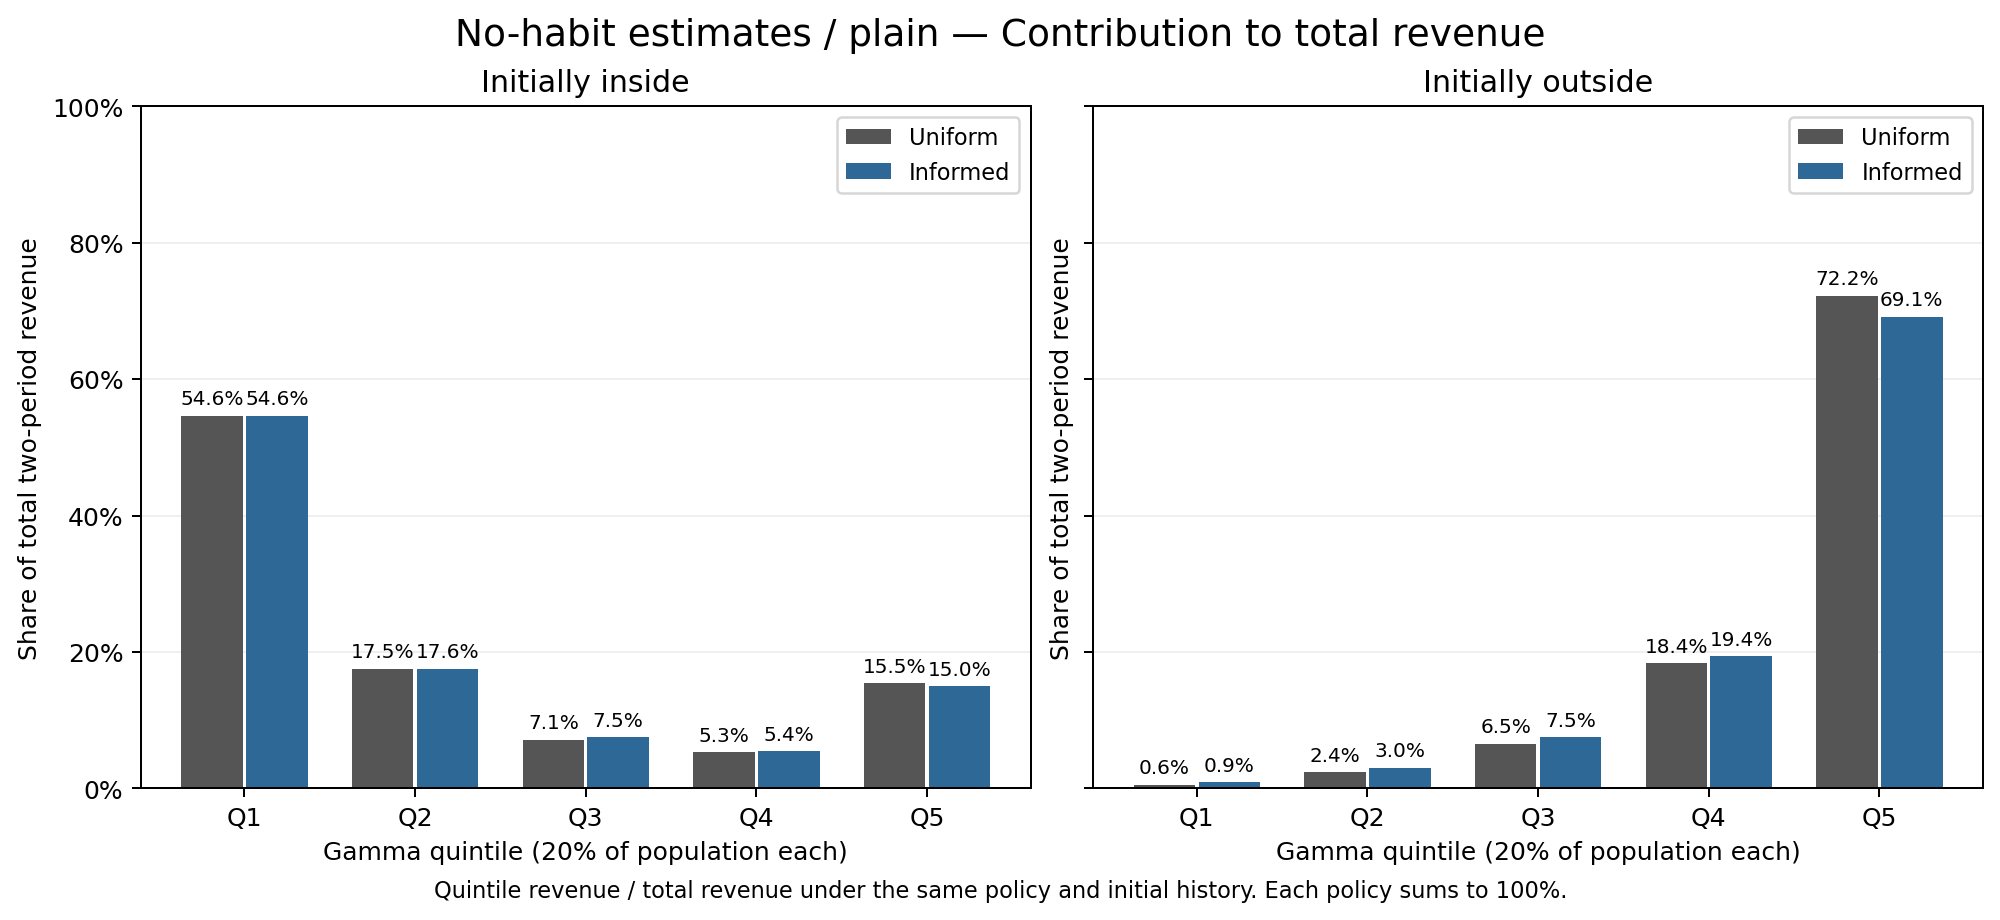 No-habit estimates / plain — Contribution to total revenue
Initially inside
Share of total two-period revenue
100%
80%
60%
40%
20%
0%
Uniform
Informed
54.6% 54.6%
17.5% 17.6%
7.1% 7.5%
5.3% 5.4%
15.5% 15.0%
Q1 Q2 Q3 Q4 Q5
Gamma quintile (20% of population each)
Initially outside
Share of total two-period revenue
Uniform
Informed
0.6% 0.9%
2.4% 3.0%
6.5% 7.5%
18.4% 19.4%
72.2% 69.1%
Q1 Q2 Q3 Q4 Q5
Gamma quintile (20% of population each)
Quintile revenue / total revenue under the same policy and initial history. Each policy sums to 100%.